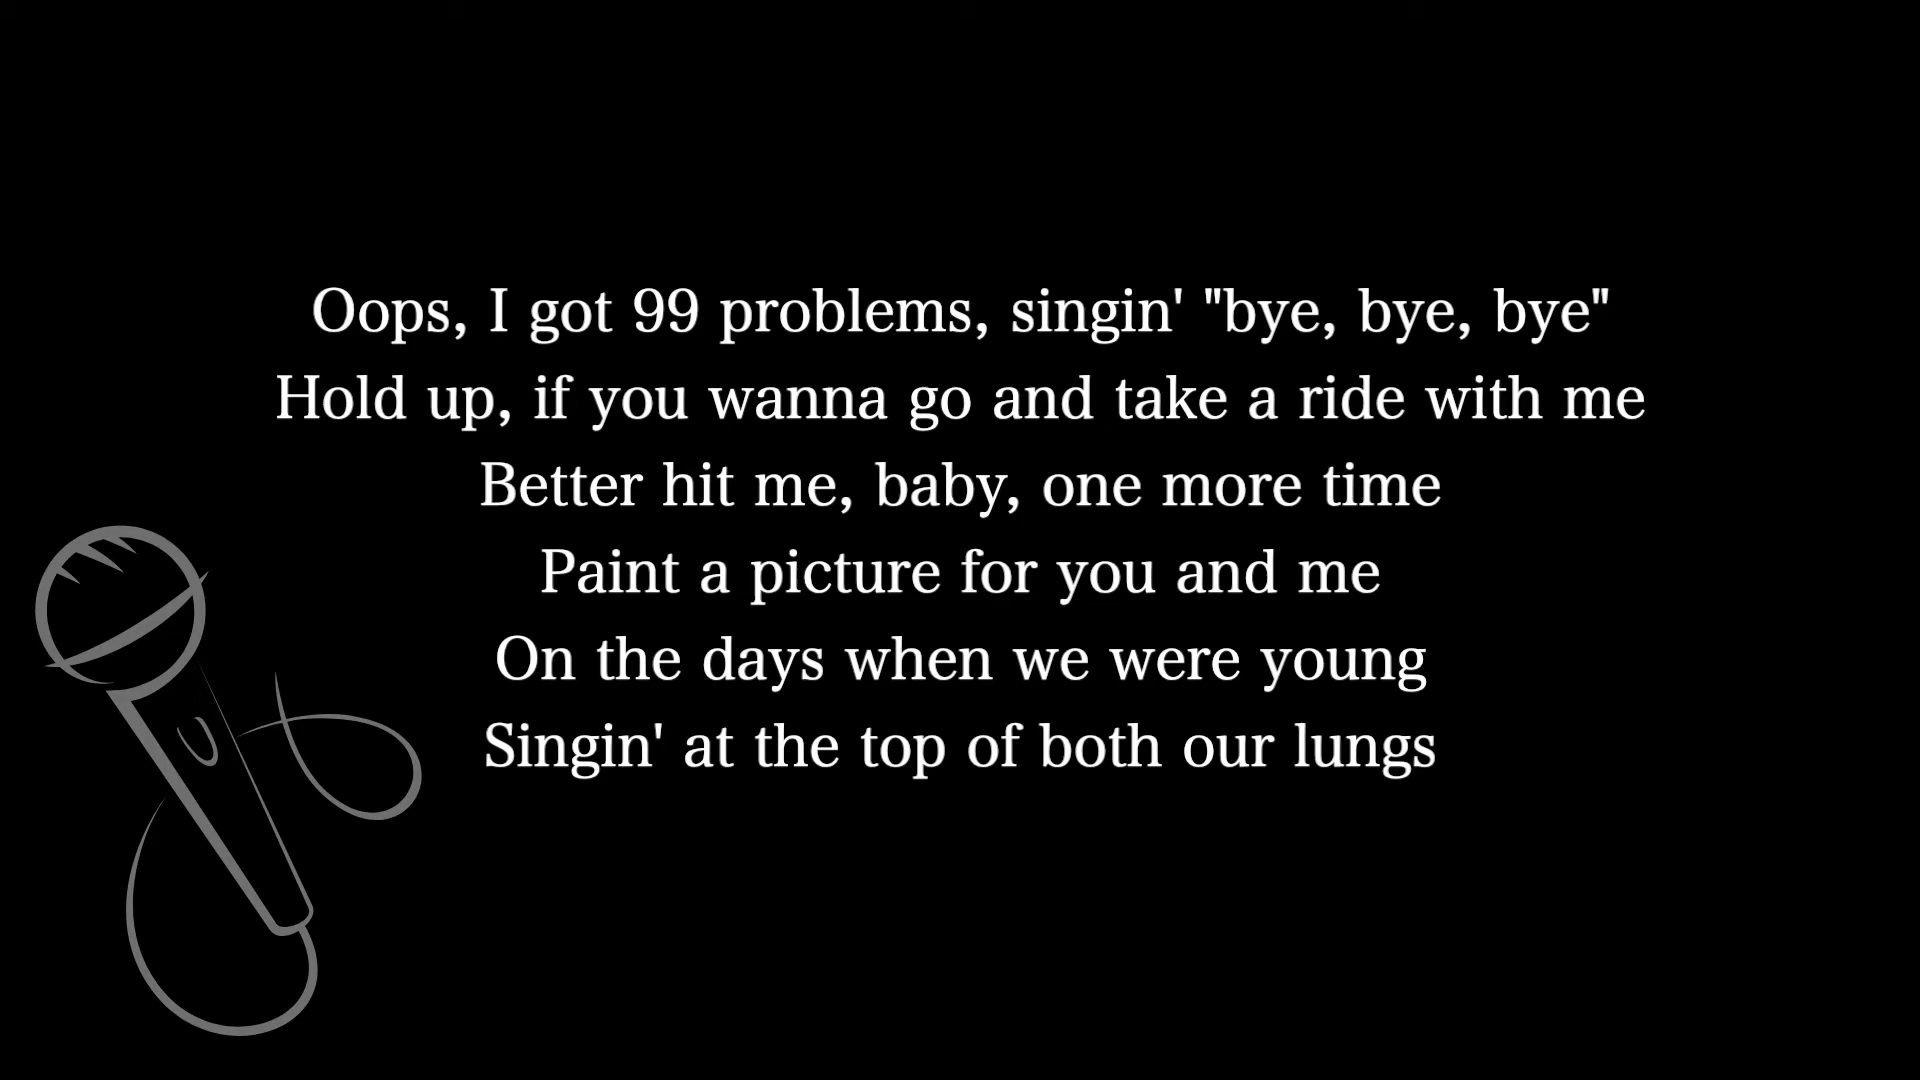 Oops, I got 99 problems, singin' "bye, bye, bye"
Hold up, if you wanna go and take a ride with me
Better hit me, baby, one more time
Paint a picture for you and me
On the days when we were young
Singin' at the top of both our lungs